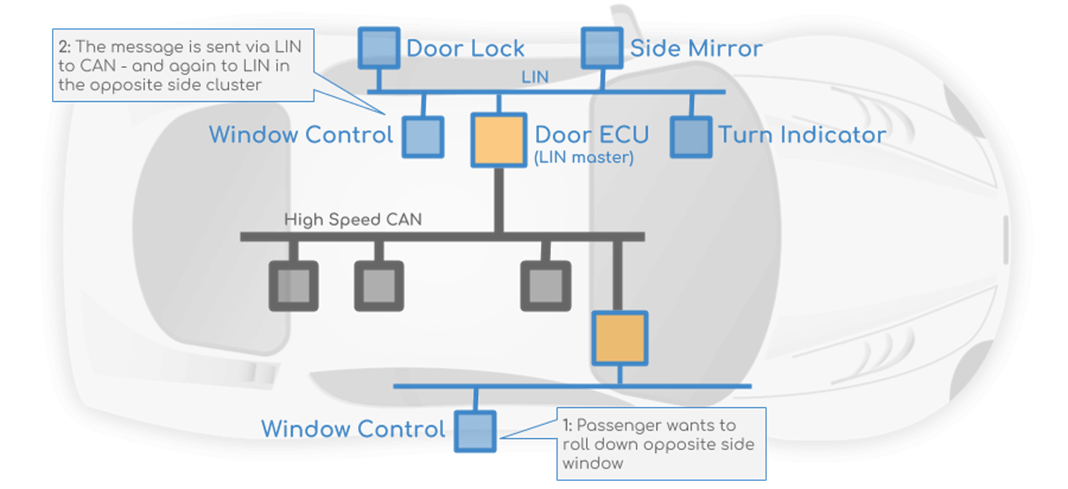 2: The message is sent via LIN
to CAN - and again to LIN in
the opposite side cluster
Door Lock
Side Mirror
LIN
Window Control
Door ECU
(LIN master)
Turn Indicator
High Speed CAN
Window Control
1: Passenger wants to
roll down opposite side
window